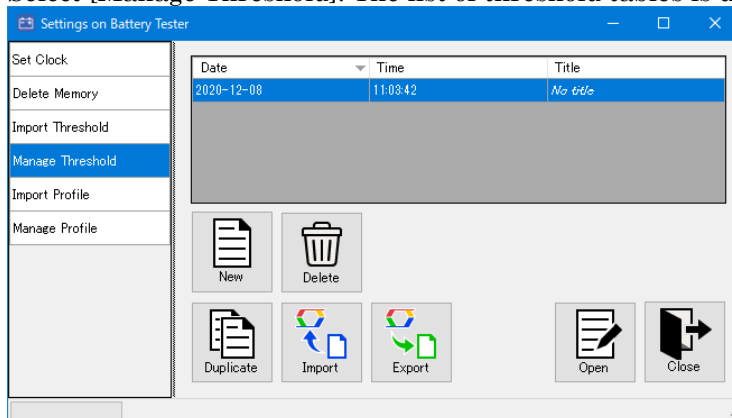 Select [Manage Threshold]. The list of threshold tables is d
Settings on Battery Tester
Set Clock
Delete Memory
Import Threshold
Manage Threshold
Import Profile
Manage Profile
Date Time Title
2020-12-08 11:03:42 No title
New Delete
Duplicate Import Export Open Close